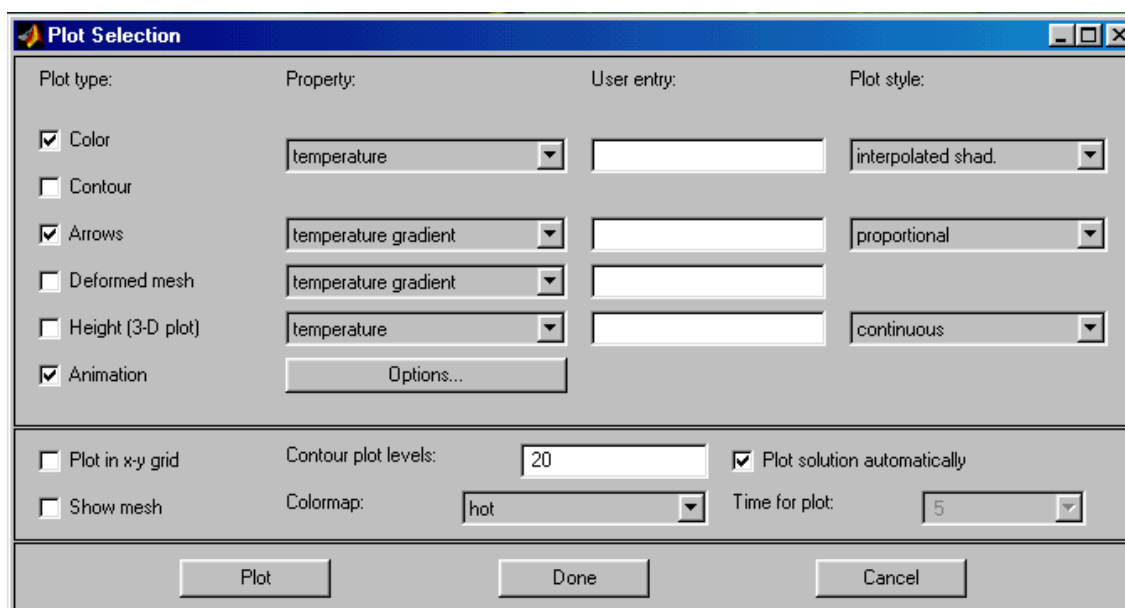 Plot Selection
Plot type: Property: User entry: Plot style:
Color
temperature interpolated shad.
Contour
Arrows temperature gradient proportional
Deformed mesh temperature gradient
Height (3-D plot) temperature continuous
Animation Options...
Plot in x-y grid Contour plot levels: 20 Plot solution automatically
Show mesh Colormap: hot Time for plot: 5
Plot Done Cancel